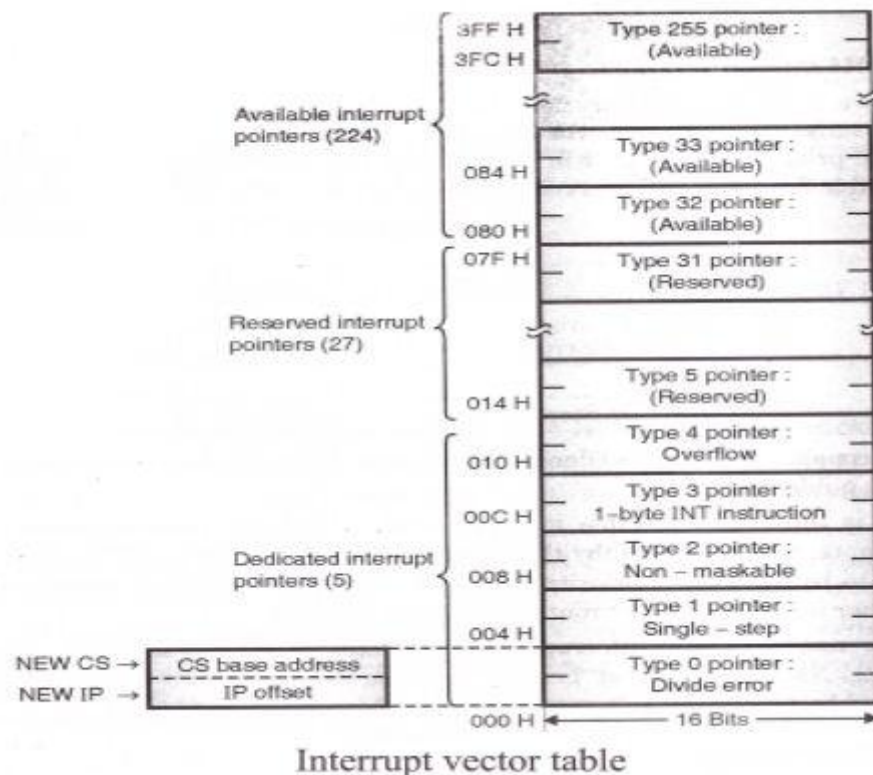 3FF H
Type 255 pointer :
(Available)
3FC H
Available interrupt
pointers (224)
Type 33 pointer :
(Available)
084 H
Type 32 pointer :
(Available)
080 H
07F H
Type 31 pointer :
(Reserved)
Reserved interrupt
pointers (27)
Type 5 pointer :
(Reserved)
014 H
Type 4 pointer :
Overflow
010 H
Type 3 pointer :
1-byte INT instruction
00C H
Dedicated interrupt
pointers (5)
Type 2 pointer :
Non - maskable
008 H
Type 1 pointer :
Single - step
004 H
NEW CS → CS base address
NEW IP → IP offset
Type 0 pointer :
Divide error
000 H
16 Bits
Interrupt vector table